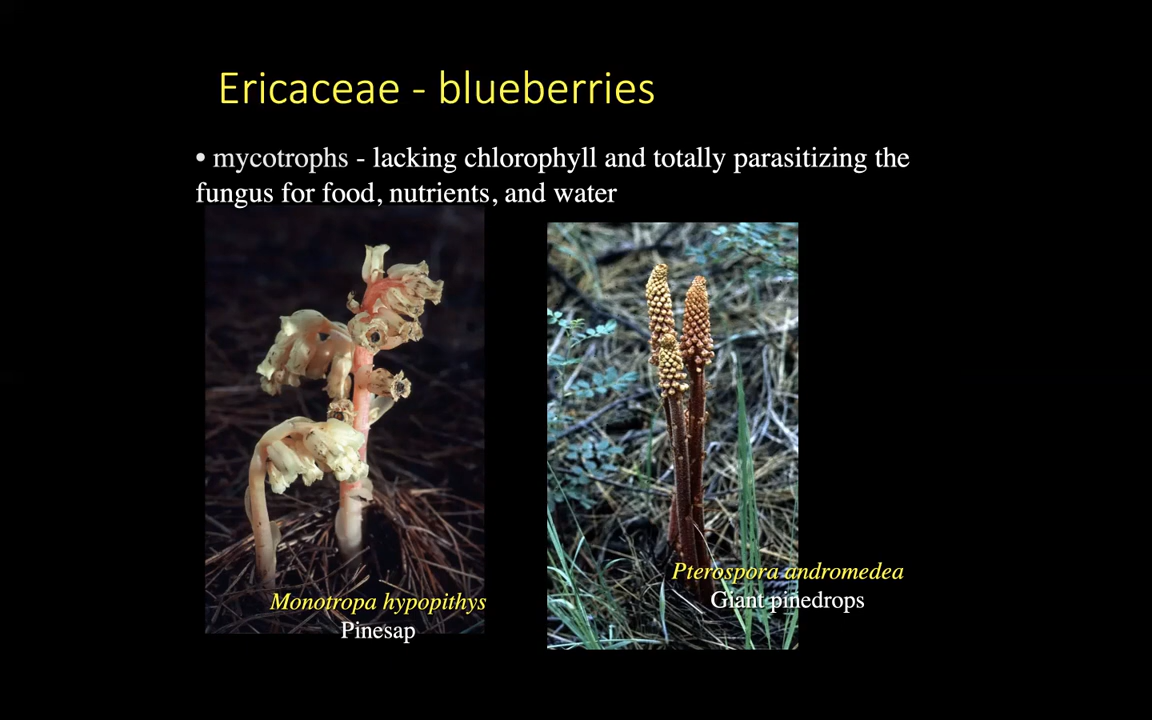 Ericaceae - blueberries
• mycotrophs - lacking chlorophyll and totally parasitizing the
fungus for food, nutrients, and water
Pterospora andromedea
Giant pinedrops
Monotropa hypopithys
Pinesap